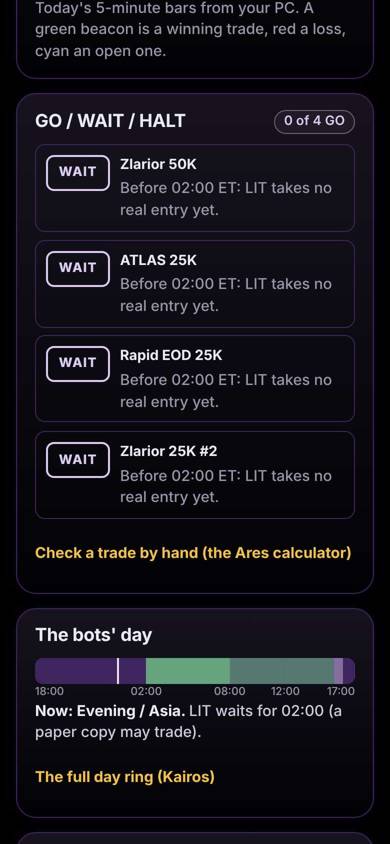 Today's 5-minute bars from your PC. A
green beacon is a winning trade, red a loss,
cyan an open one.
GO / WAIT / HALT
0 of 4 GO
WAIT
Zlarior 50K
Before 02:00 ET: LIT takes no
real entry yet.
WAIT
ATLAS 25K
Before 02:00 ET: LIT takes no
real entry yet.
WAIT
Rapid EOD 25K
Before 02:00 ET: LIT takes no
real entry yet.
WAIT
Zlarior 25K #2
Before 02:00 ET: LIT takes no
real entry yet.
Check a trade by hand (the Ares calculator)
The bots' day
18:00 02:00 08:00 12:00 17:00
Now: Evening / Asia. LIT waits for 02:00 (a
paper copy may trade).
The full day ring (Kairos)